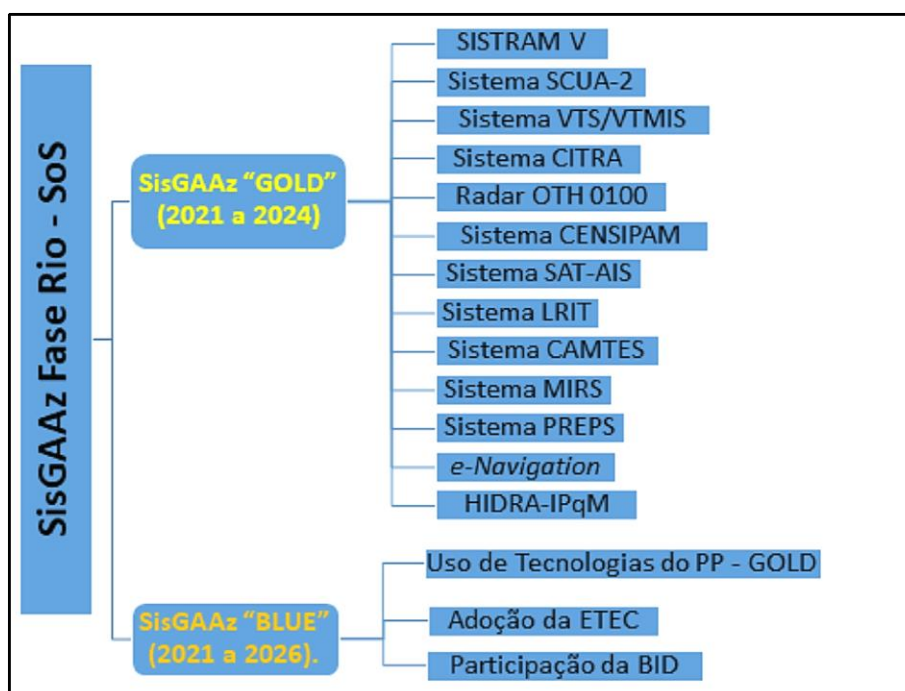 SisGAAz Fase Rio - SoS
SisGAAz “GOLD”
(2021 a 2024)
SISTRAM V
Sistema SCUA-2
Sistema VTS/VTMIS
Sistema CITRA
Radar OTH 0100
Sistema CENSIPAM
Sistema SAT-AIS
Sistema LRIT
Sistema CAMTES
Sistema MIRS
Sistema PREPS
e-Navigation
HIDRA-IPqM
SisGAAz “BLUE”
(2021 a 2026).
Uso de Tecnologias do PP - GOLD
Adoção da ETEC
Participação da BID